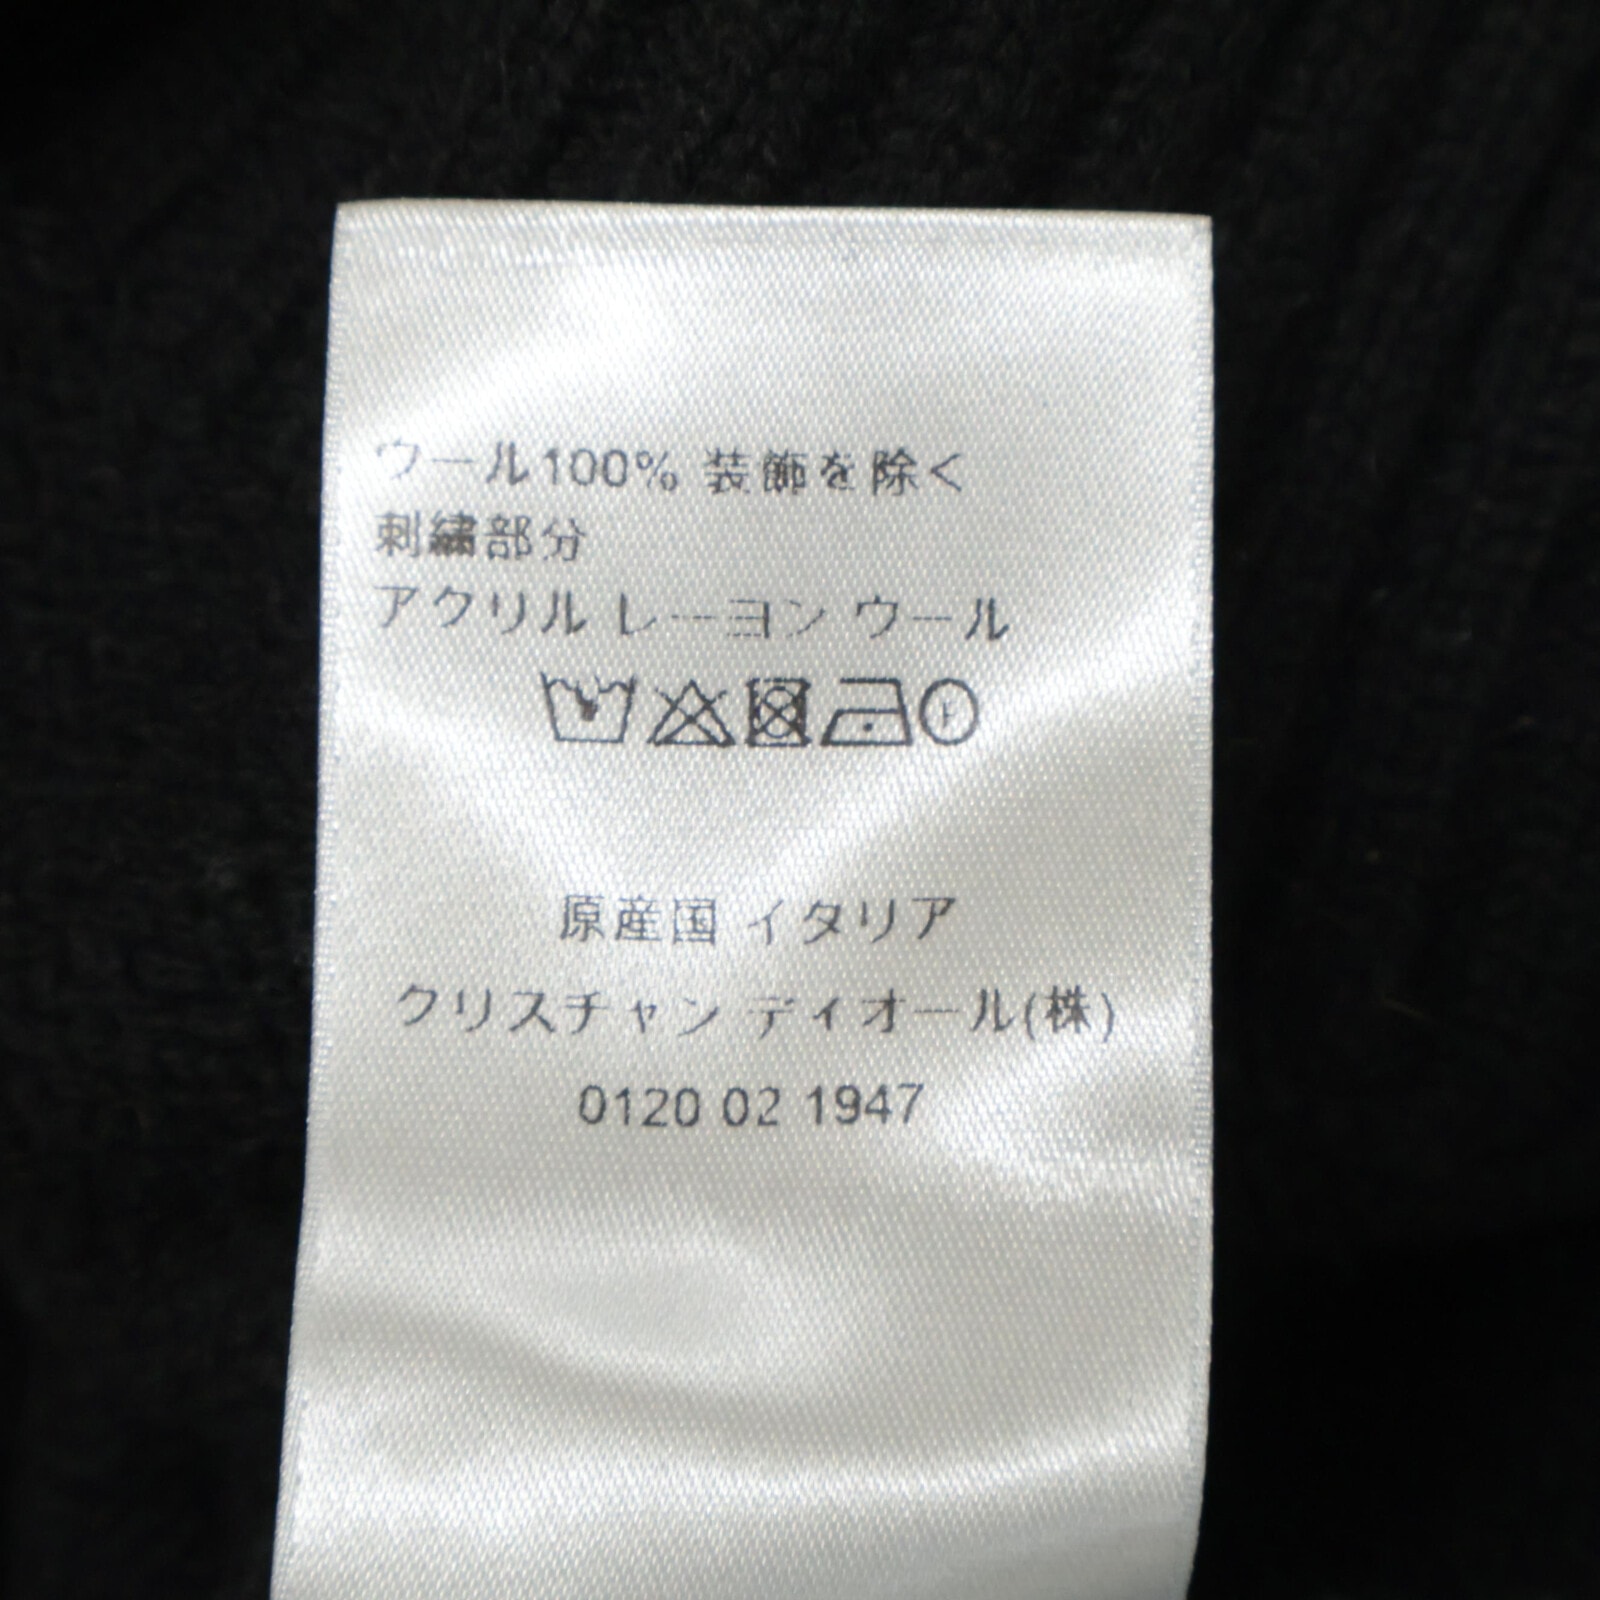 ウール100% 装飾を除く
刺繍部分
アクリル レーヨン ウール
F
原産国 イタリア
クリスチャン ディオール(株)
0120 02 1947